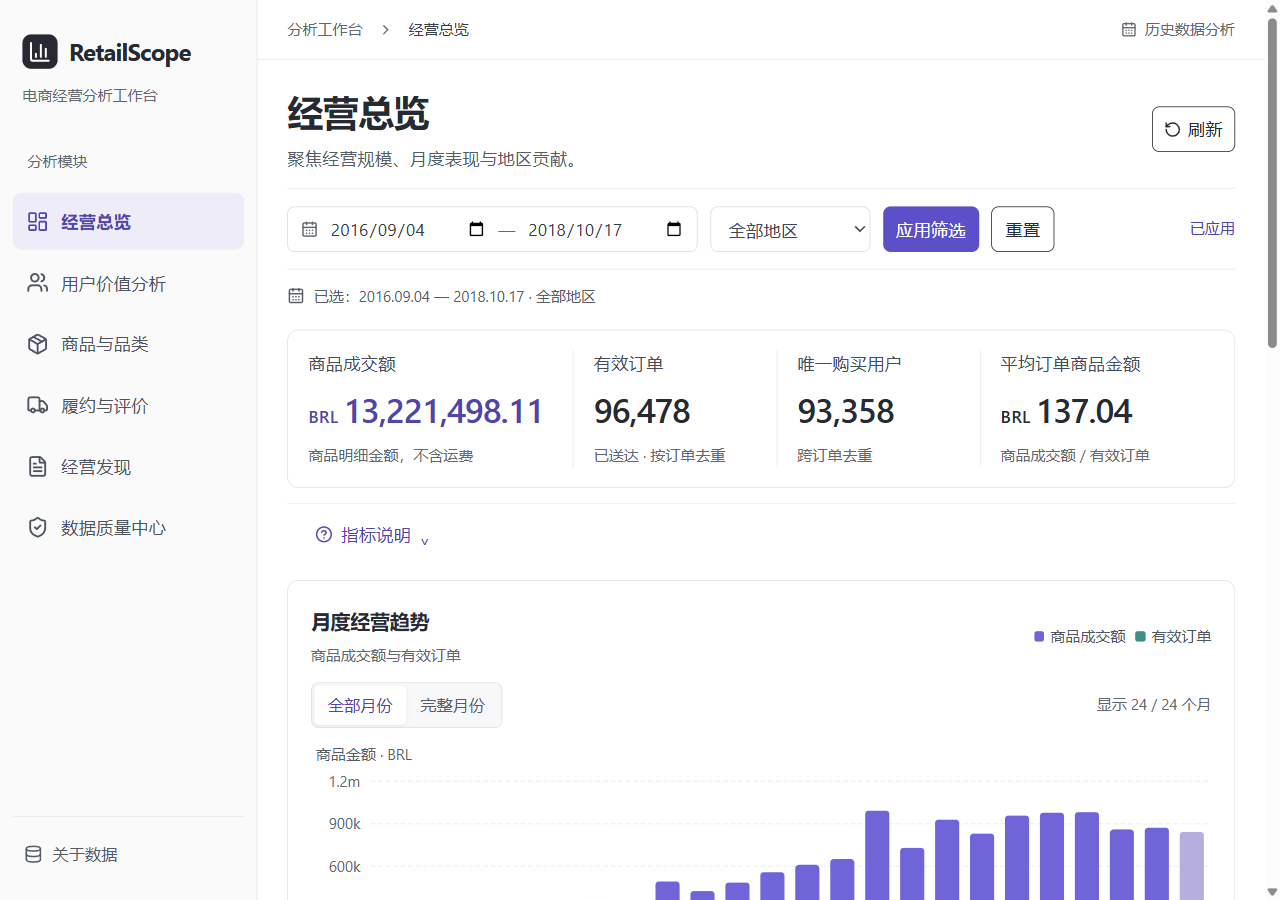 RetailScope
电商经营分析工作台
分析模块
经营总览
用户价值分析
商品与品类
履约与评价
经营发现
数据质量中心
关于数据
分析工作台 > 经营总览
历史数据分析
经营总览
聚焦经营规模、月度表现与地区贡献。
刷新
2016/09/04 — 2018/10/17
全部地区
应用筛选
重置
已应用
已选：2016.09.04 — 2018.10.17 · 全部地区
商品成交额
BRL 13,221,498.11
商品明细金额，不含运费
有效订单
96,478
已送达 · 按订单去重
唯一购买用户
93,358
跨订单去重
平均订单商品金额
BRL 137.04
商品成交额 / 有效订单
指标说明
月度经营趋势
商品成交额与有效订单
商品成交额 有效订单
全部月份 完整月份
显示 24 / 24 个月
商品金额 · BRL
1.2m
900k
600k